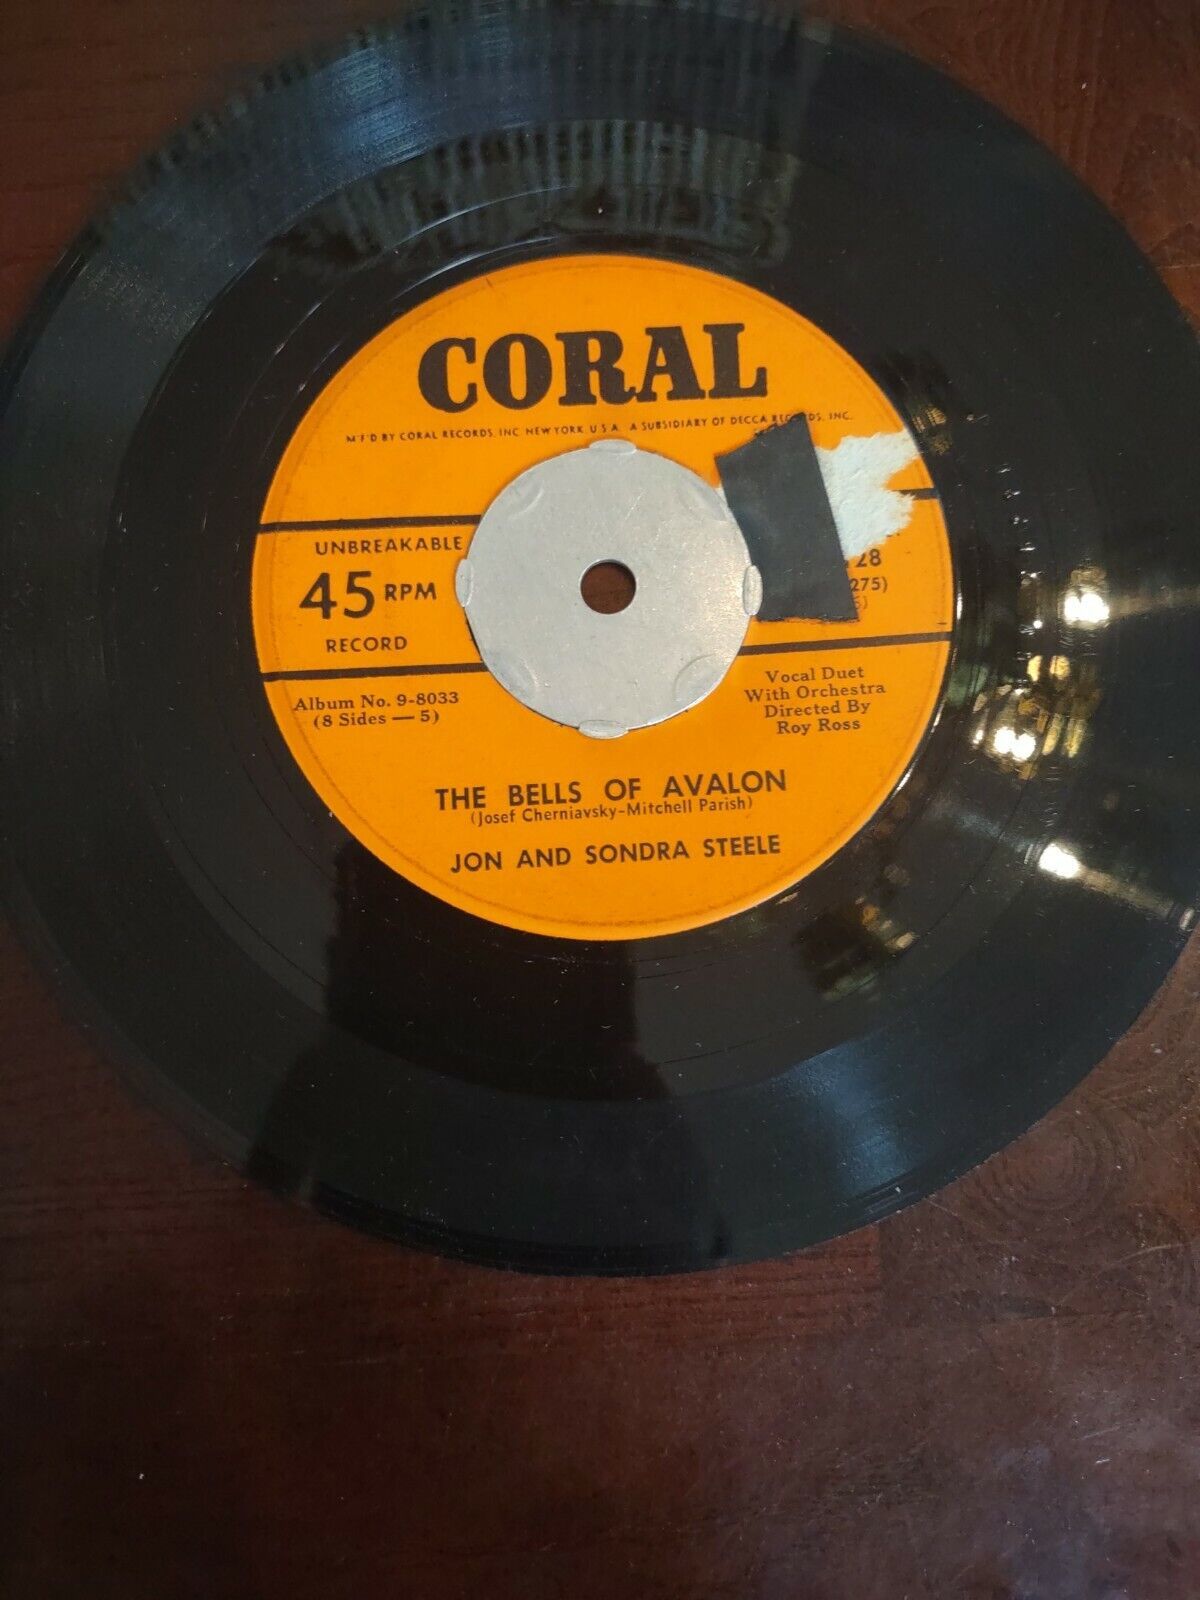 CORAL
M'F'D BY CORAL RECORDS, INC. NEW YORK U.S.A. A SUBSIDIARY OF DECCA RECORDS, INC.
UNBREAKABLE
45 RPM
RECORD
28
275)
Album No. 9-8033
(8 Sides — 5)
Vocal Duet
With Orchestra
Directed By
Roy Ross
THE BELLS OF AVALON
(Josef Cherniavsky-Mitchell Parish)
JON AND SONDRA STEELE